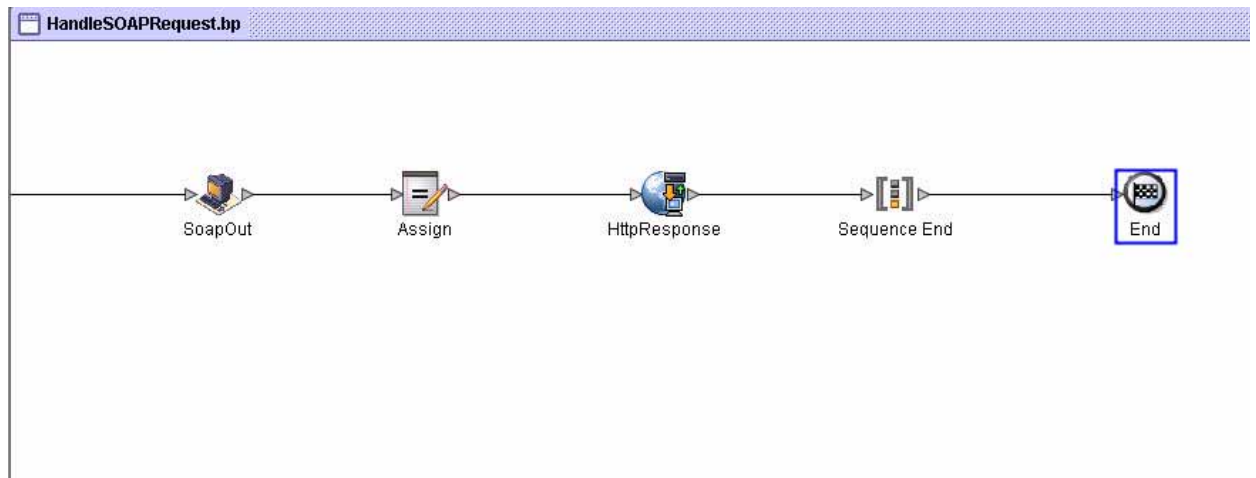 HandleSOAPRequest.bp
SoapOut
Assign
HttpResponse
Sequence End
End